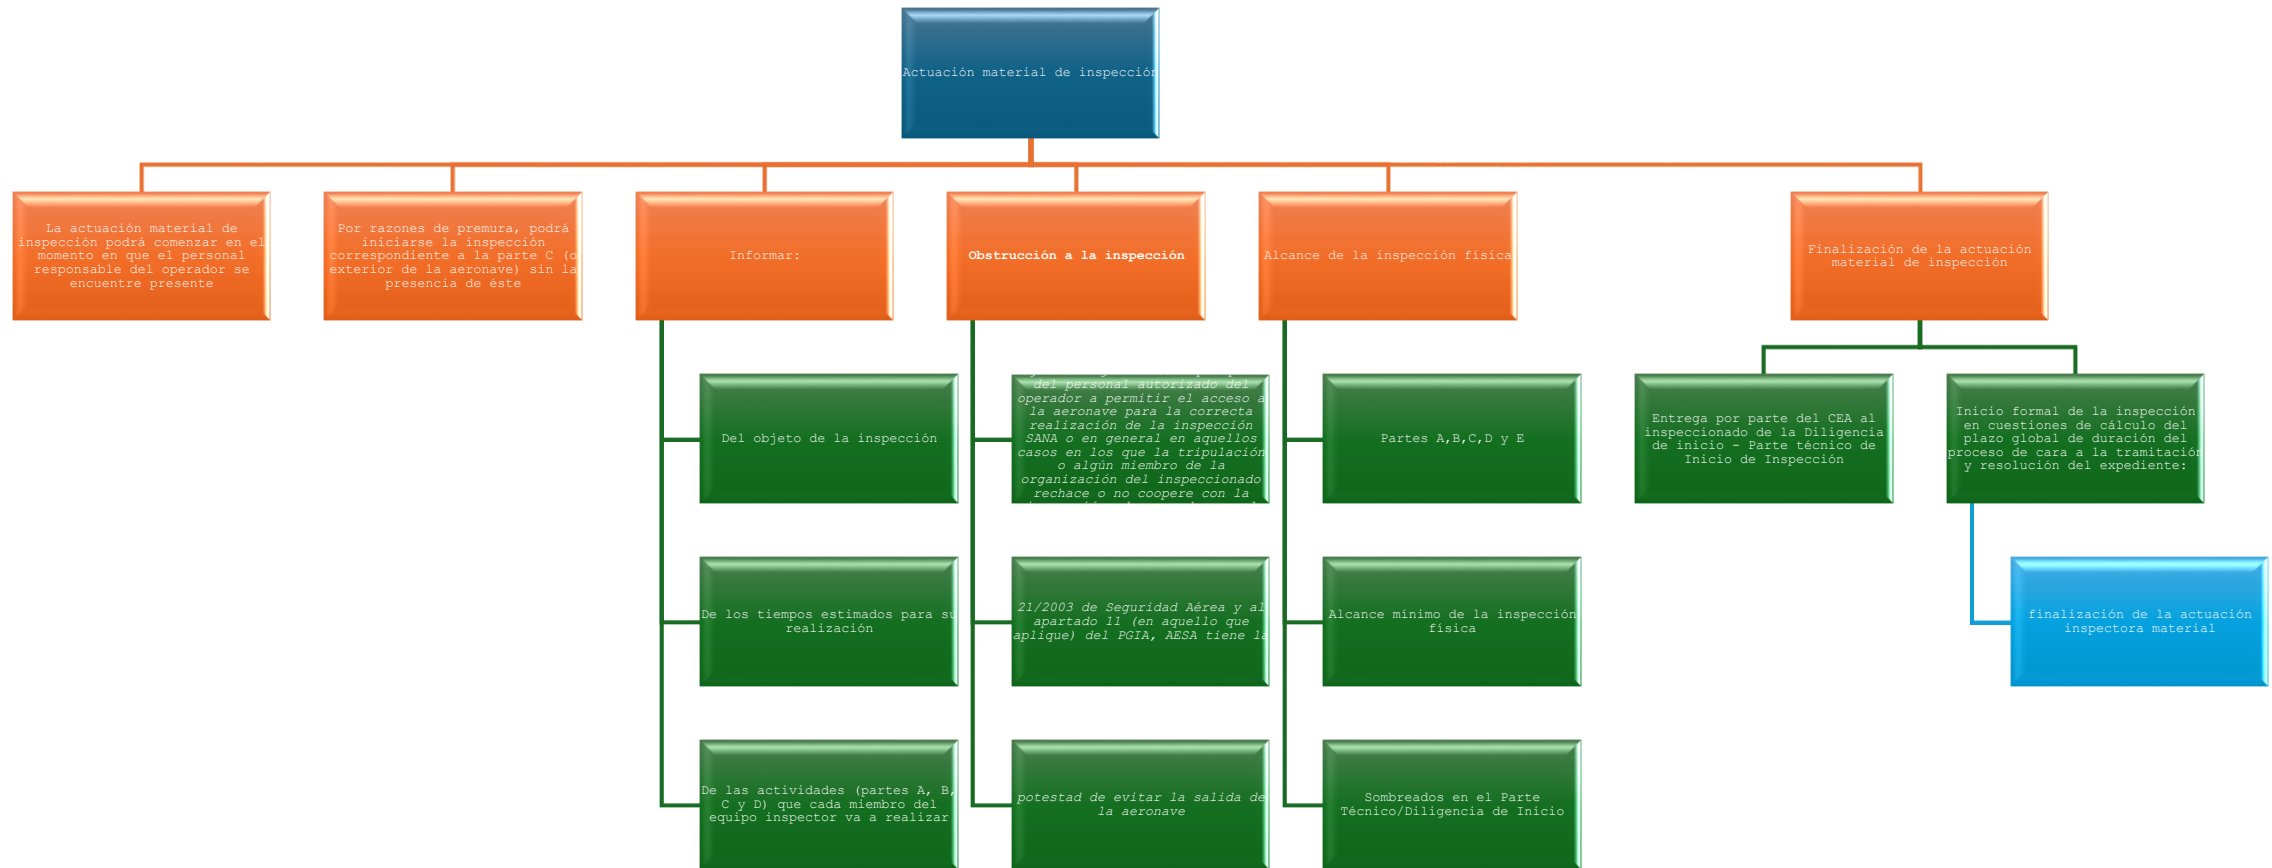 Actuación material de inspección
La actuación material de
inspección podrá comenzar en el
momento en que el personal
responsable del operador se
encuentre presente
Por razones de premura, podrá
iniciarse la inspección
correspondiente a la parte C (o
exterior de la aeronave) sin la
presencia de éste
Informar:
Obstrucción a la inspección
Alcance de la inspección física
Finalización de la actuación
material de inspección
Del objeto de la inspección
De los tiempos estimados para su
realización
De las actividades (partes A, B,
C y D) que cada miembro del
equipo inspector va a realizar
del personal autorizado del
operador a permitir el acceso a
la aeronave para la correcta
realización de la inspección
SANA o en general en aquellos
casos en los que la tripulación
o algún miembro de la
organización del inspeccionado
rechace o no coopere con la
21/2003 de Seguridad Aérea y al
apartado 11 (en aquello que
aplique) del PGIA, AESA tiene la
potestad de evitar la salida de
la aeronave
Partes A,B,C,D y E
Alcance mínimo de la inspección
física
Sombreados en el Parte
Técnico/Diligencia de Inicio
Entrega por parte del CEA al
inspeccionado de la Diligencia
de inicio - Parte técnico de
Inicio de Inspección
Inicio formal de la inspección
en cuestiones de cálculo del
plazo global de duración del
proceso de cara a la tramitación
y resolución del expediente:
finalización de la actuación
inspectora material